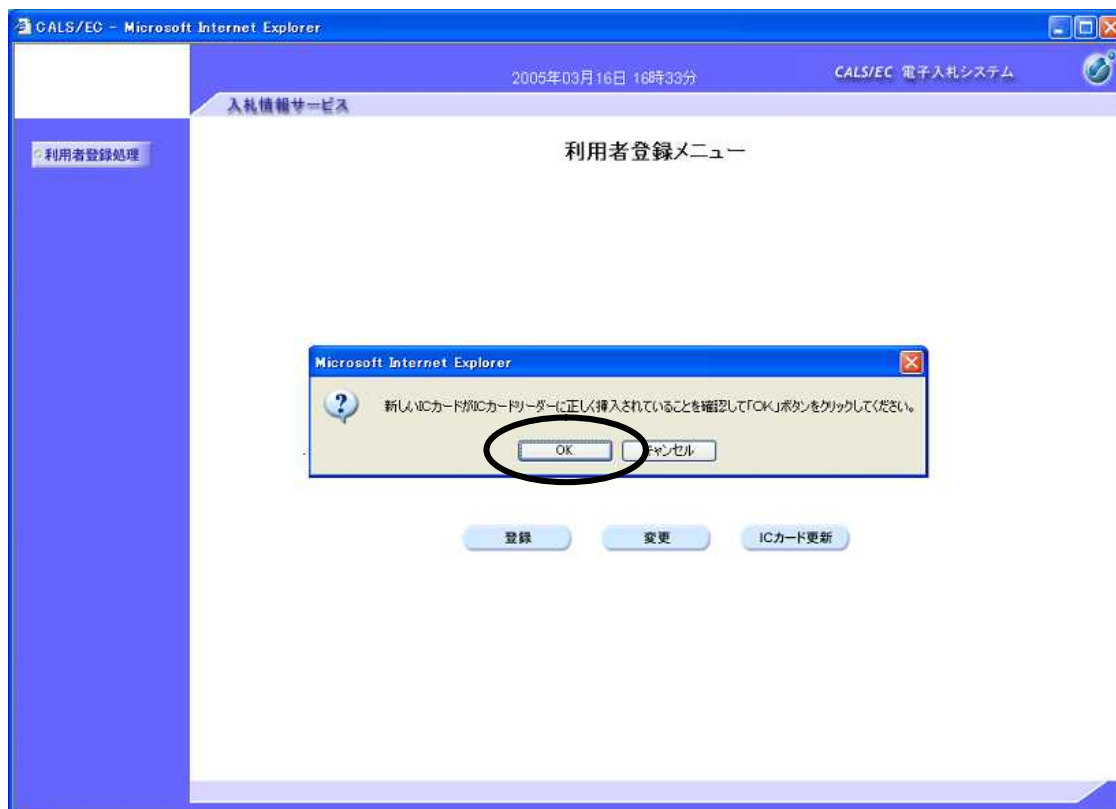 CALS/EC - Microsoft Internet Explorer
2005年03月16日 16時33分
CALS/EC 電子入札システム
入札情報サービス
利用者登録処理
利用者登録メニュー
Microsoft Internet Explorer
新しいICカードがICカードリーダーに正しく挿入されていることを確認して「OK」ボタンをクリックしてください。
OK
キャンセル
登録
変更
ICカード更新